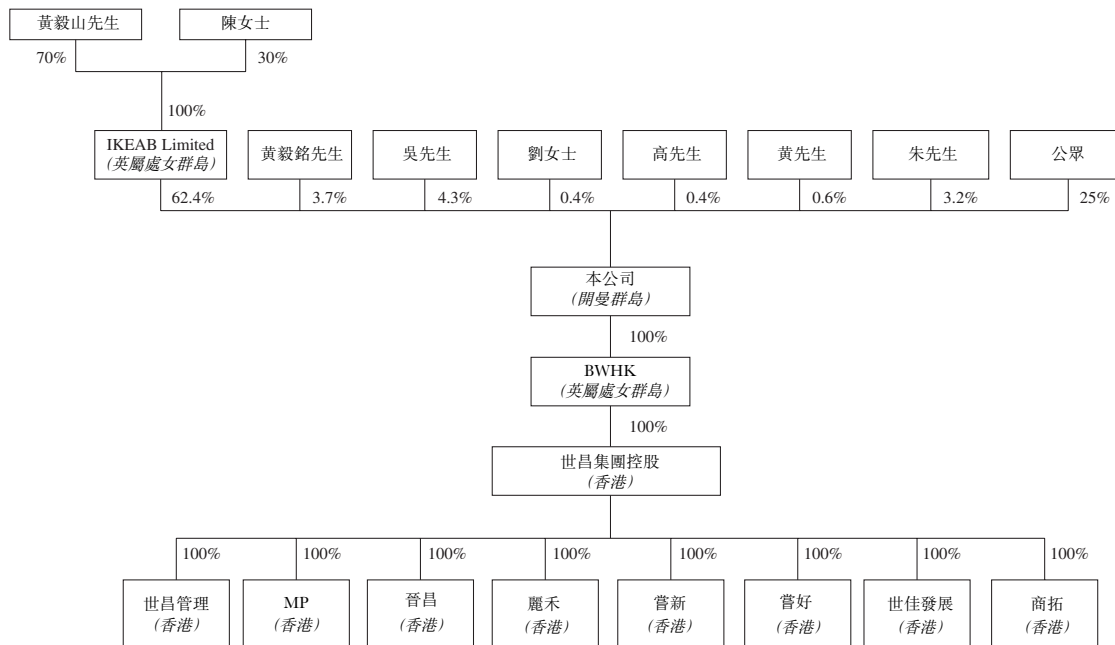 黃毅山先生
陳女士
70%
30%
100%
IKEAB Limited
(英屬處女群島)
黃毅銘先生
吳先生
劉女士
高先生
黃先生
朱先生
公眾
62.4%
3.7%
4.3%
0.4%
0.4%
0.6%
3.2%
25%
本公司
(開曼群島)
100%
BWHK
(英屬處女群島)
100%
世昌集團控股
(香港)
100%
100%
100%
100%
100%
100%
100%
100%
世昌管理
(香港)
MP
(香港)
晉昌
(香港)
麗禾
(香港)
嘗新
(香港)
嘗好
(香港)
世佳發展
(香港)
商拓
(香港)